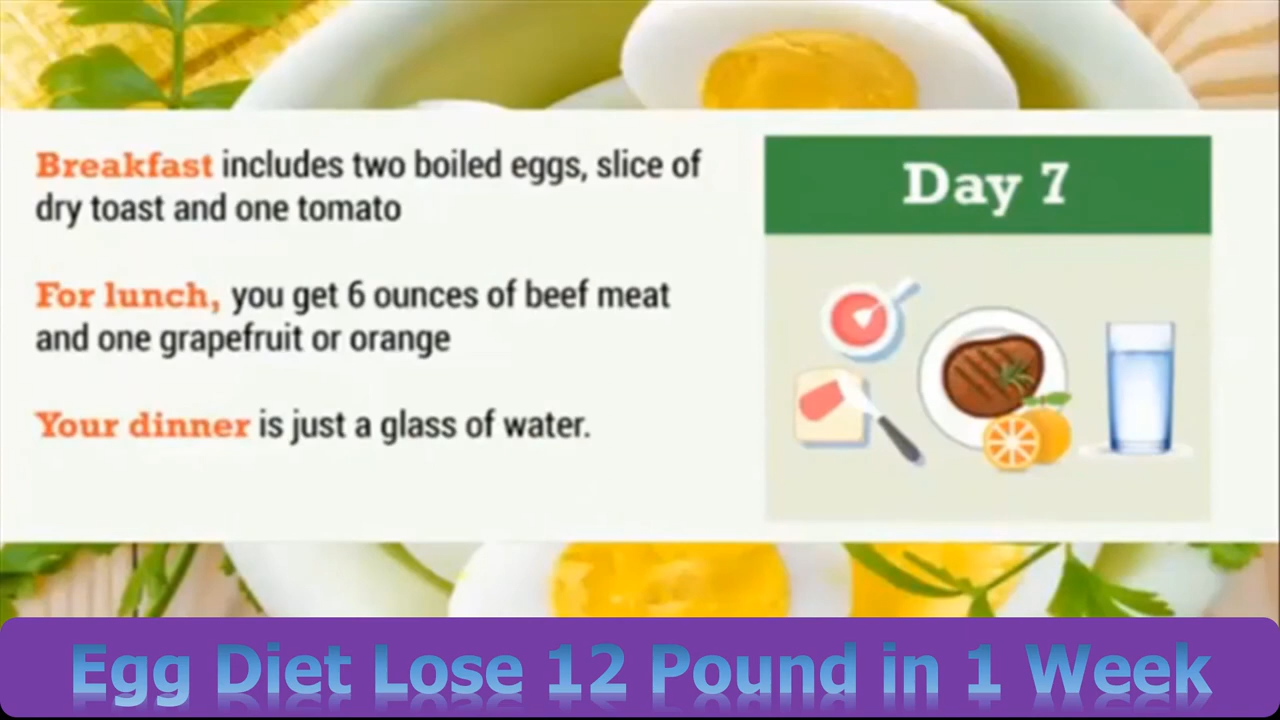 Breakfast includes two boiled eggs, slice of
dry toast and one tomato
For lunch, you get 6 ounces of beef meat
and one grapefruit or orange
Your dinner is just a glass of water.
Day 7
Egg Diet Lose 12 Pound in 1 Week